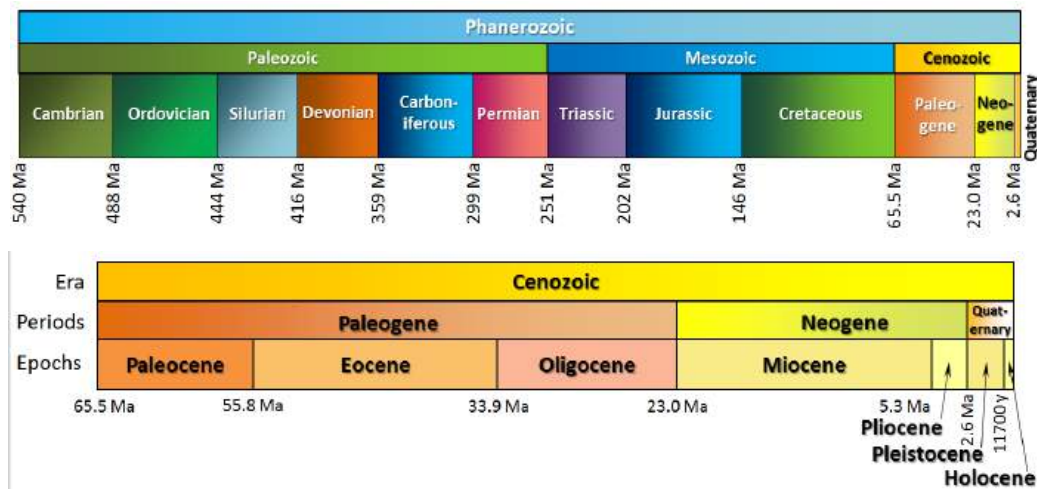 Phanerozoic
Paleozoic Mesozoic Cenozoic
Cambrian Ordovician Silurian Devonian Carbon-
iferous Permian Triassic Jurassic Cretaceous Paleo-
gene Neo-
gene Quaternary
540 Ma 488 Ma 444 Ma 416 Ma 359 Ma 299 Ma 251 Ma 202 Ma 146 Ma 65.5 Ma 23.0 Ma 2.6 Ma
Era Cenozoic
Periods Paleogene Neogene Quat-
ernary
Epochs Paleocene Eocene Oligocene Miocene
65.5 Ma 55.8 Ma 33.9 Ma 23.0 Ma 5.3 Ma 2.6 Ma 11700 y
Pliocene
Pleistocene
Holocene